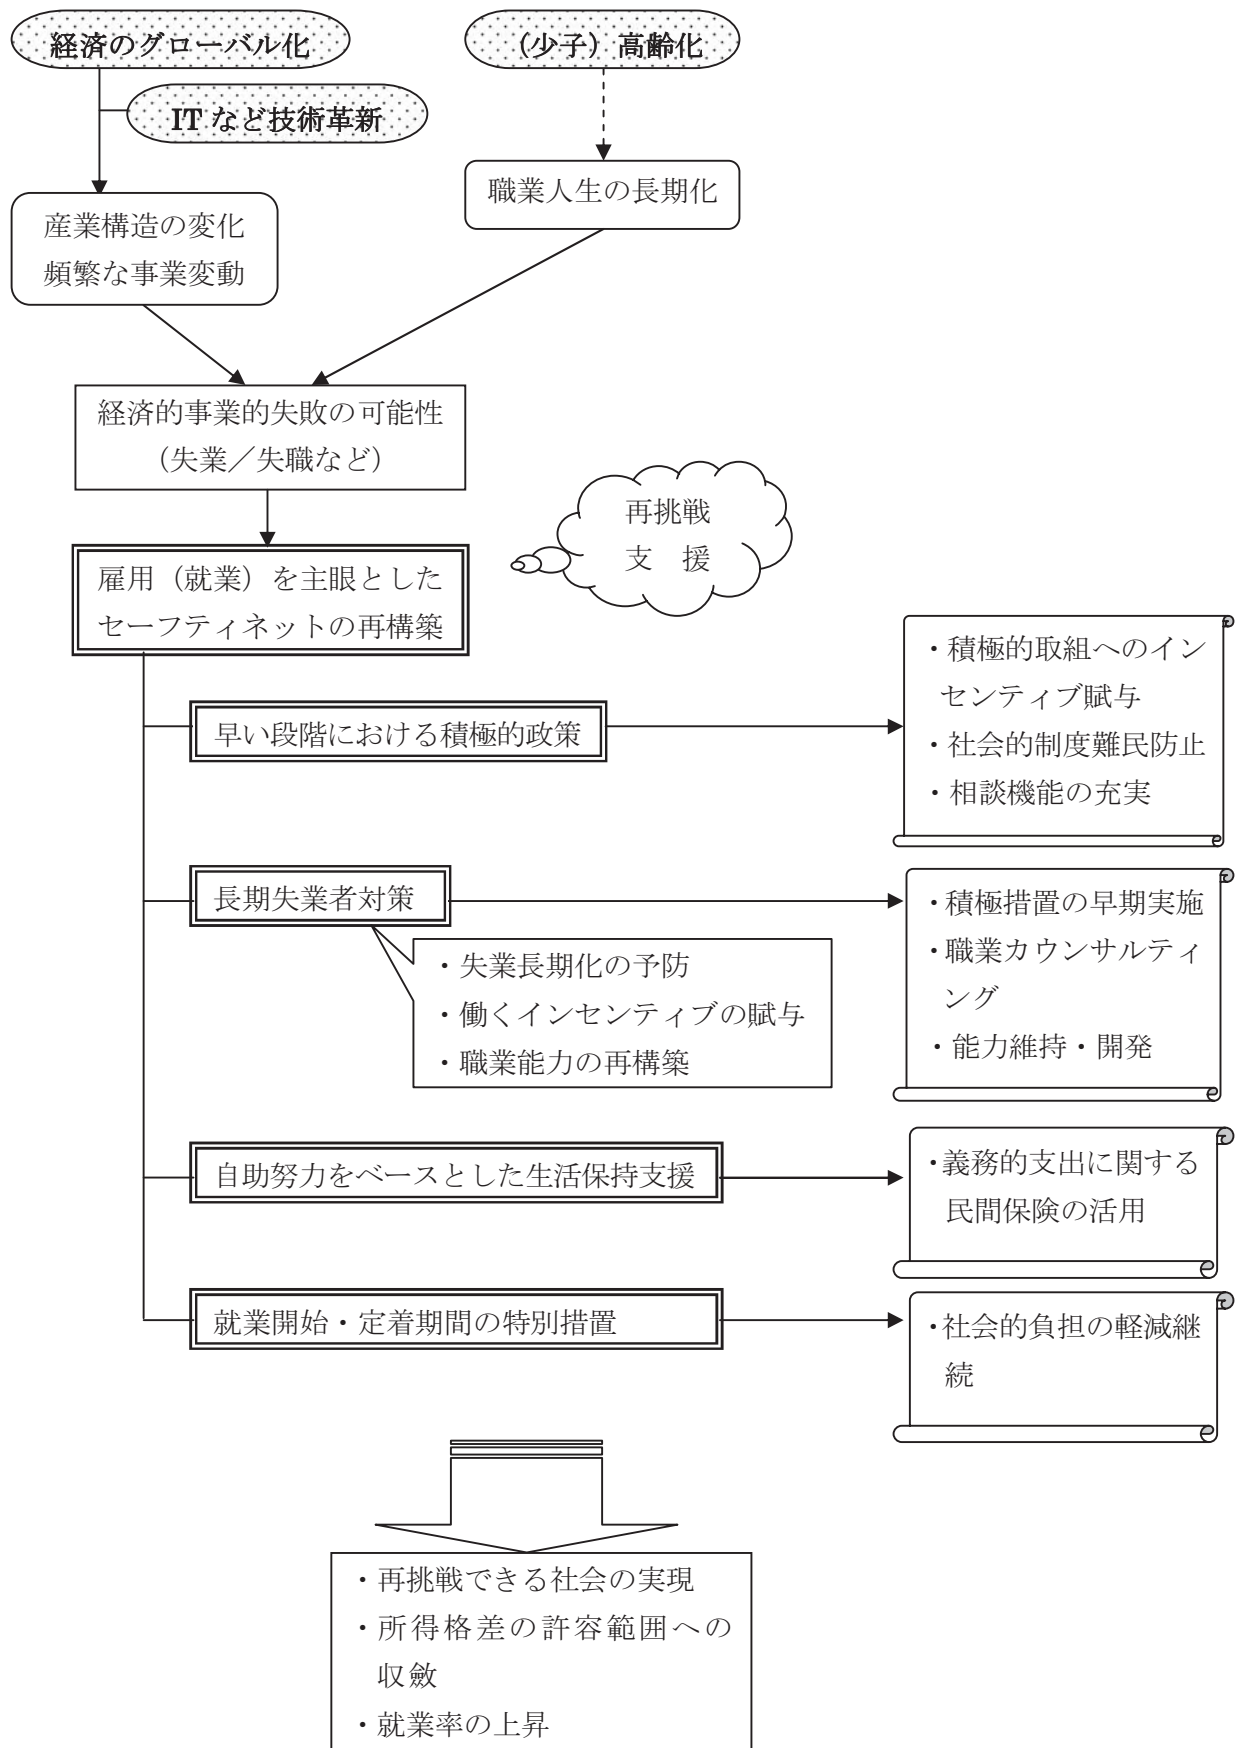 経済のグローバル化
（少子）高齢化
IT など技術革新
職業人生の長期化
産業構造の変化
頻繁な事業変動
経済的事業的失敗の可能性
（失業／失職など）
再挑戦
支　援
雇用（就業）を主眼とした
セーフティネットの再構築
早い段階における積極的政策
・積極的取組へのイン
センティブ賦与
・社会的制度難民防止
・相談機能の充実
長期失業者対策
・失業長期化の予防
・働くインセンティブの賦与
・職業能力の再構築
・積極措置の早期実施
・職業カウンサルティ
ング
・能力維持・開発
自助努力をベースとした生活保持支援
・義務的支出に関する
民間保険の活用
就業開始・定着期間の特別措置
・社会的負担の軽減継
続
・再挑戦できる社会の実現
・所得格差の許容範囲への
収斂
・就業率の上昇